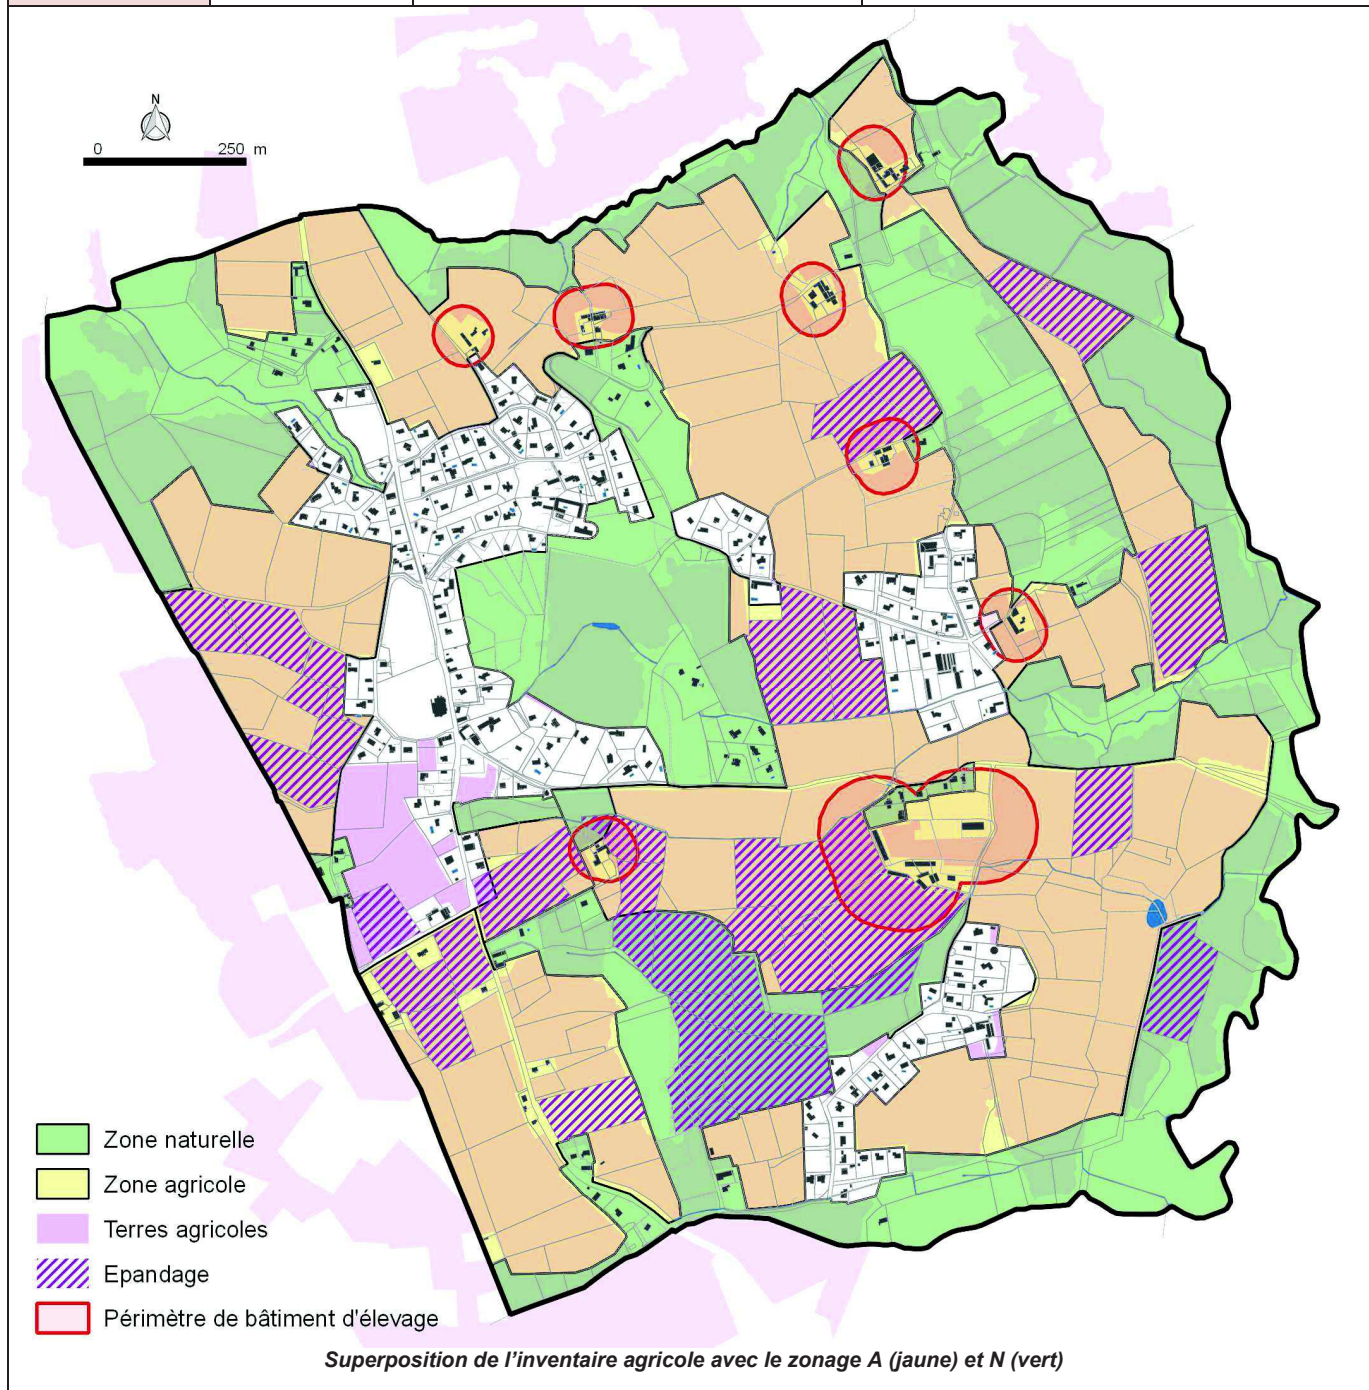 N
0 250 m
Zone naturelle
Zone agricole
Terres agricoles
Epandage
Périmètre de bâtiment d'élevage
Superposition de l'inventaire agricole avec le zonage A (jaune) et N (vert)